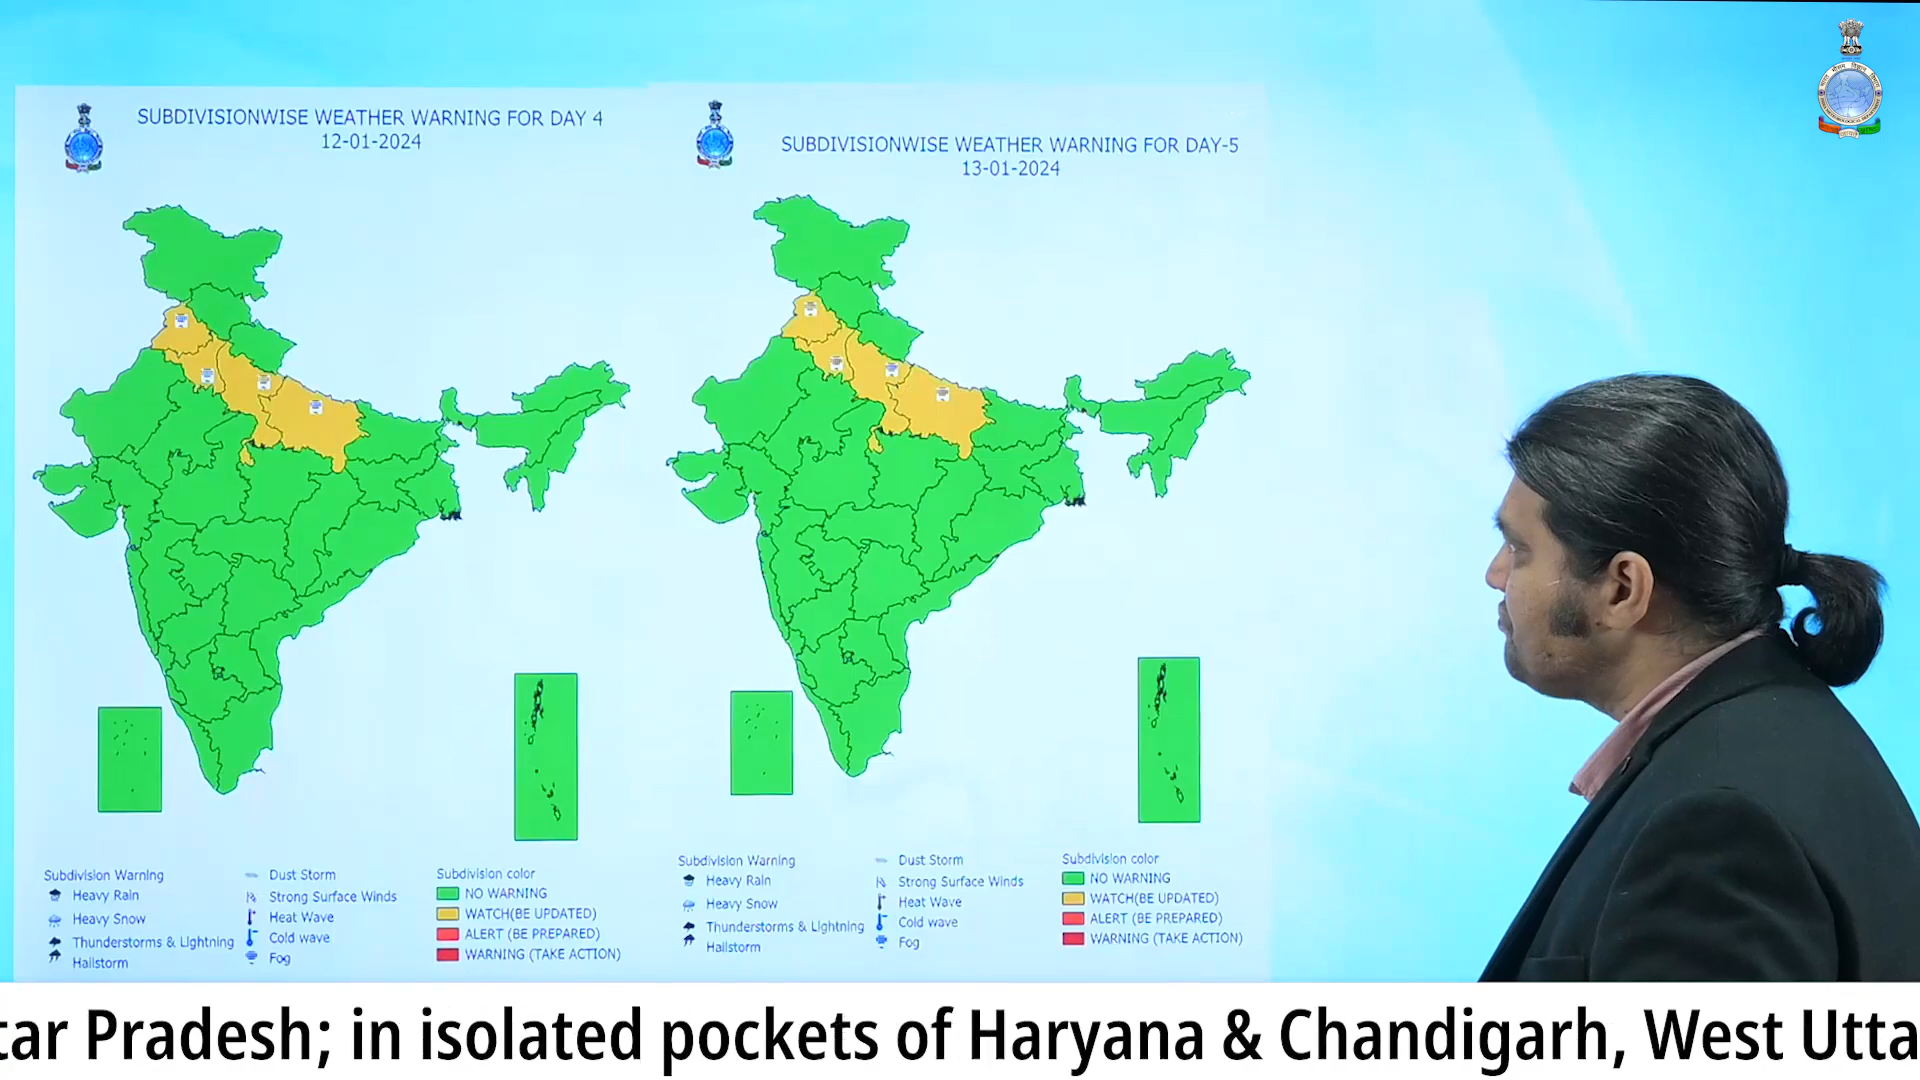 SUBDIVISIONWISE WEATHER WARNING FOR DAY 4
12-01-2024
Subdivision Warning
Heavy Rain
Heavy Snow
Thunderstorms & Lightning
Hailstorm
Dust Storm
Strong Surface Winds
Heat Wave
Cold wave
Fog
Subdivision color
NO WARNING
WATCH(BE UPDATED)
ALERT (BE PREPARED)
WARNING (TAKE ACTION)
SUBDIVISIONWISE WEATHER WARNING FOR DAY-5
13-01-2024
Subdivision Warning
Heavy Rain
Heavy Snow
Thunderstorms & Lightning
Hailstorm
Dust Storm
Strong Surface Winds
Heat Wave
Cold wave
Fog
Subdivision color
NO WARNING
WATCH(BE UPDATED)
ALERT (BE PREPARED)
WARNING (TAKE ACTION)
tar Pradesh; in isolated pockets of Haryana & Chandigarh, West Utta